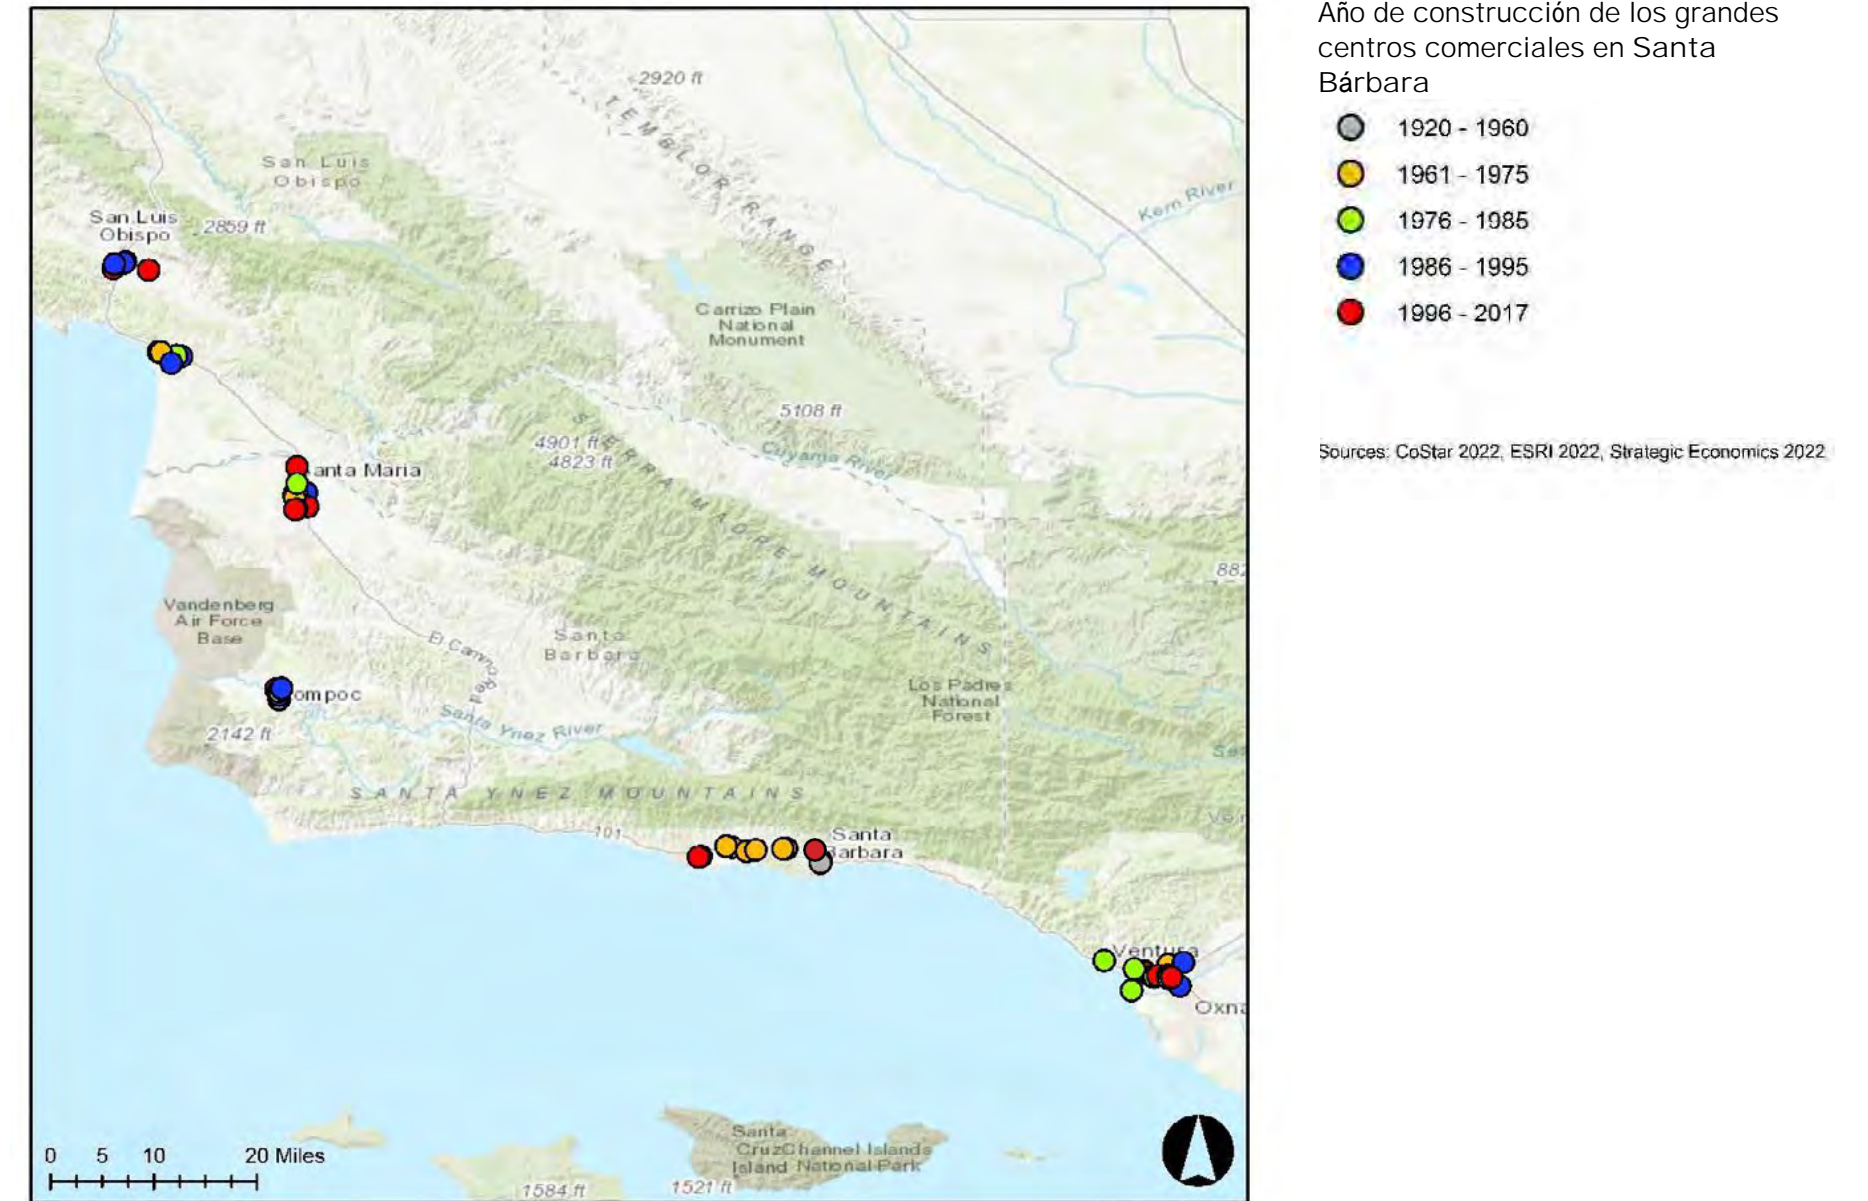 Año de construcción de los grandes
centros comerciales en Santa
Bárbara
1920 - 1960
1961 - 1975
1976 - 1985
1986 - 1995
1996 - 2017
Sources: CoStar 2022, ESRI 2022, Strategic Economics 2022
2920 ft
TEMBLOR RANGE
San Luis
Obispo
Kern River
San Luis
Obispo
2859 ft
Carrizo Plain
National
Monument
5108 ft
4901 ft
4823 ft
Cuyama River
SIERRA MADRE MOUNTAINS
anta Maria
882
Vandenberg
Air Force
Base
El Camino Real
Santa
Barbara
Los Padres
National
Forest
ompoc
Santa Ynez River
2142 ft
SANTA YNEZ MOUNTAINS
101
Santa
Barbara
Ventura
Oxna
Santa
Cruz
Island
Channel Islands
National Park
1584 ft
1521 ft
0 5 10 20 Miles